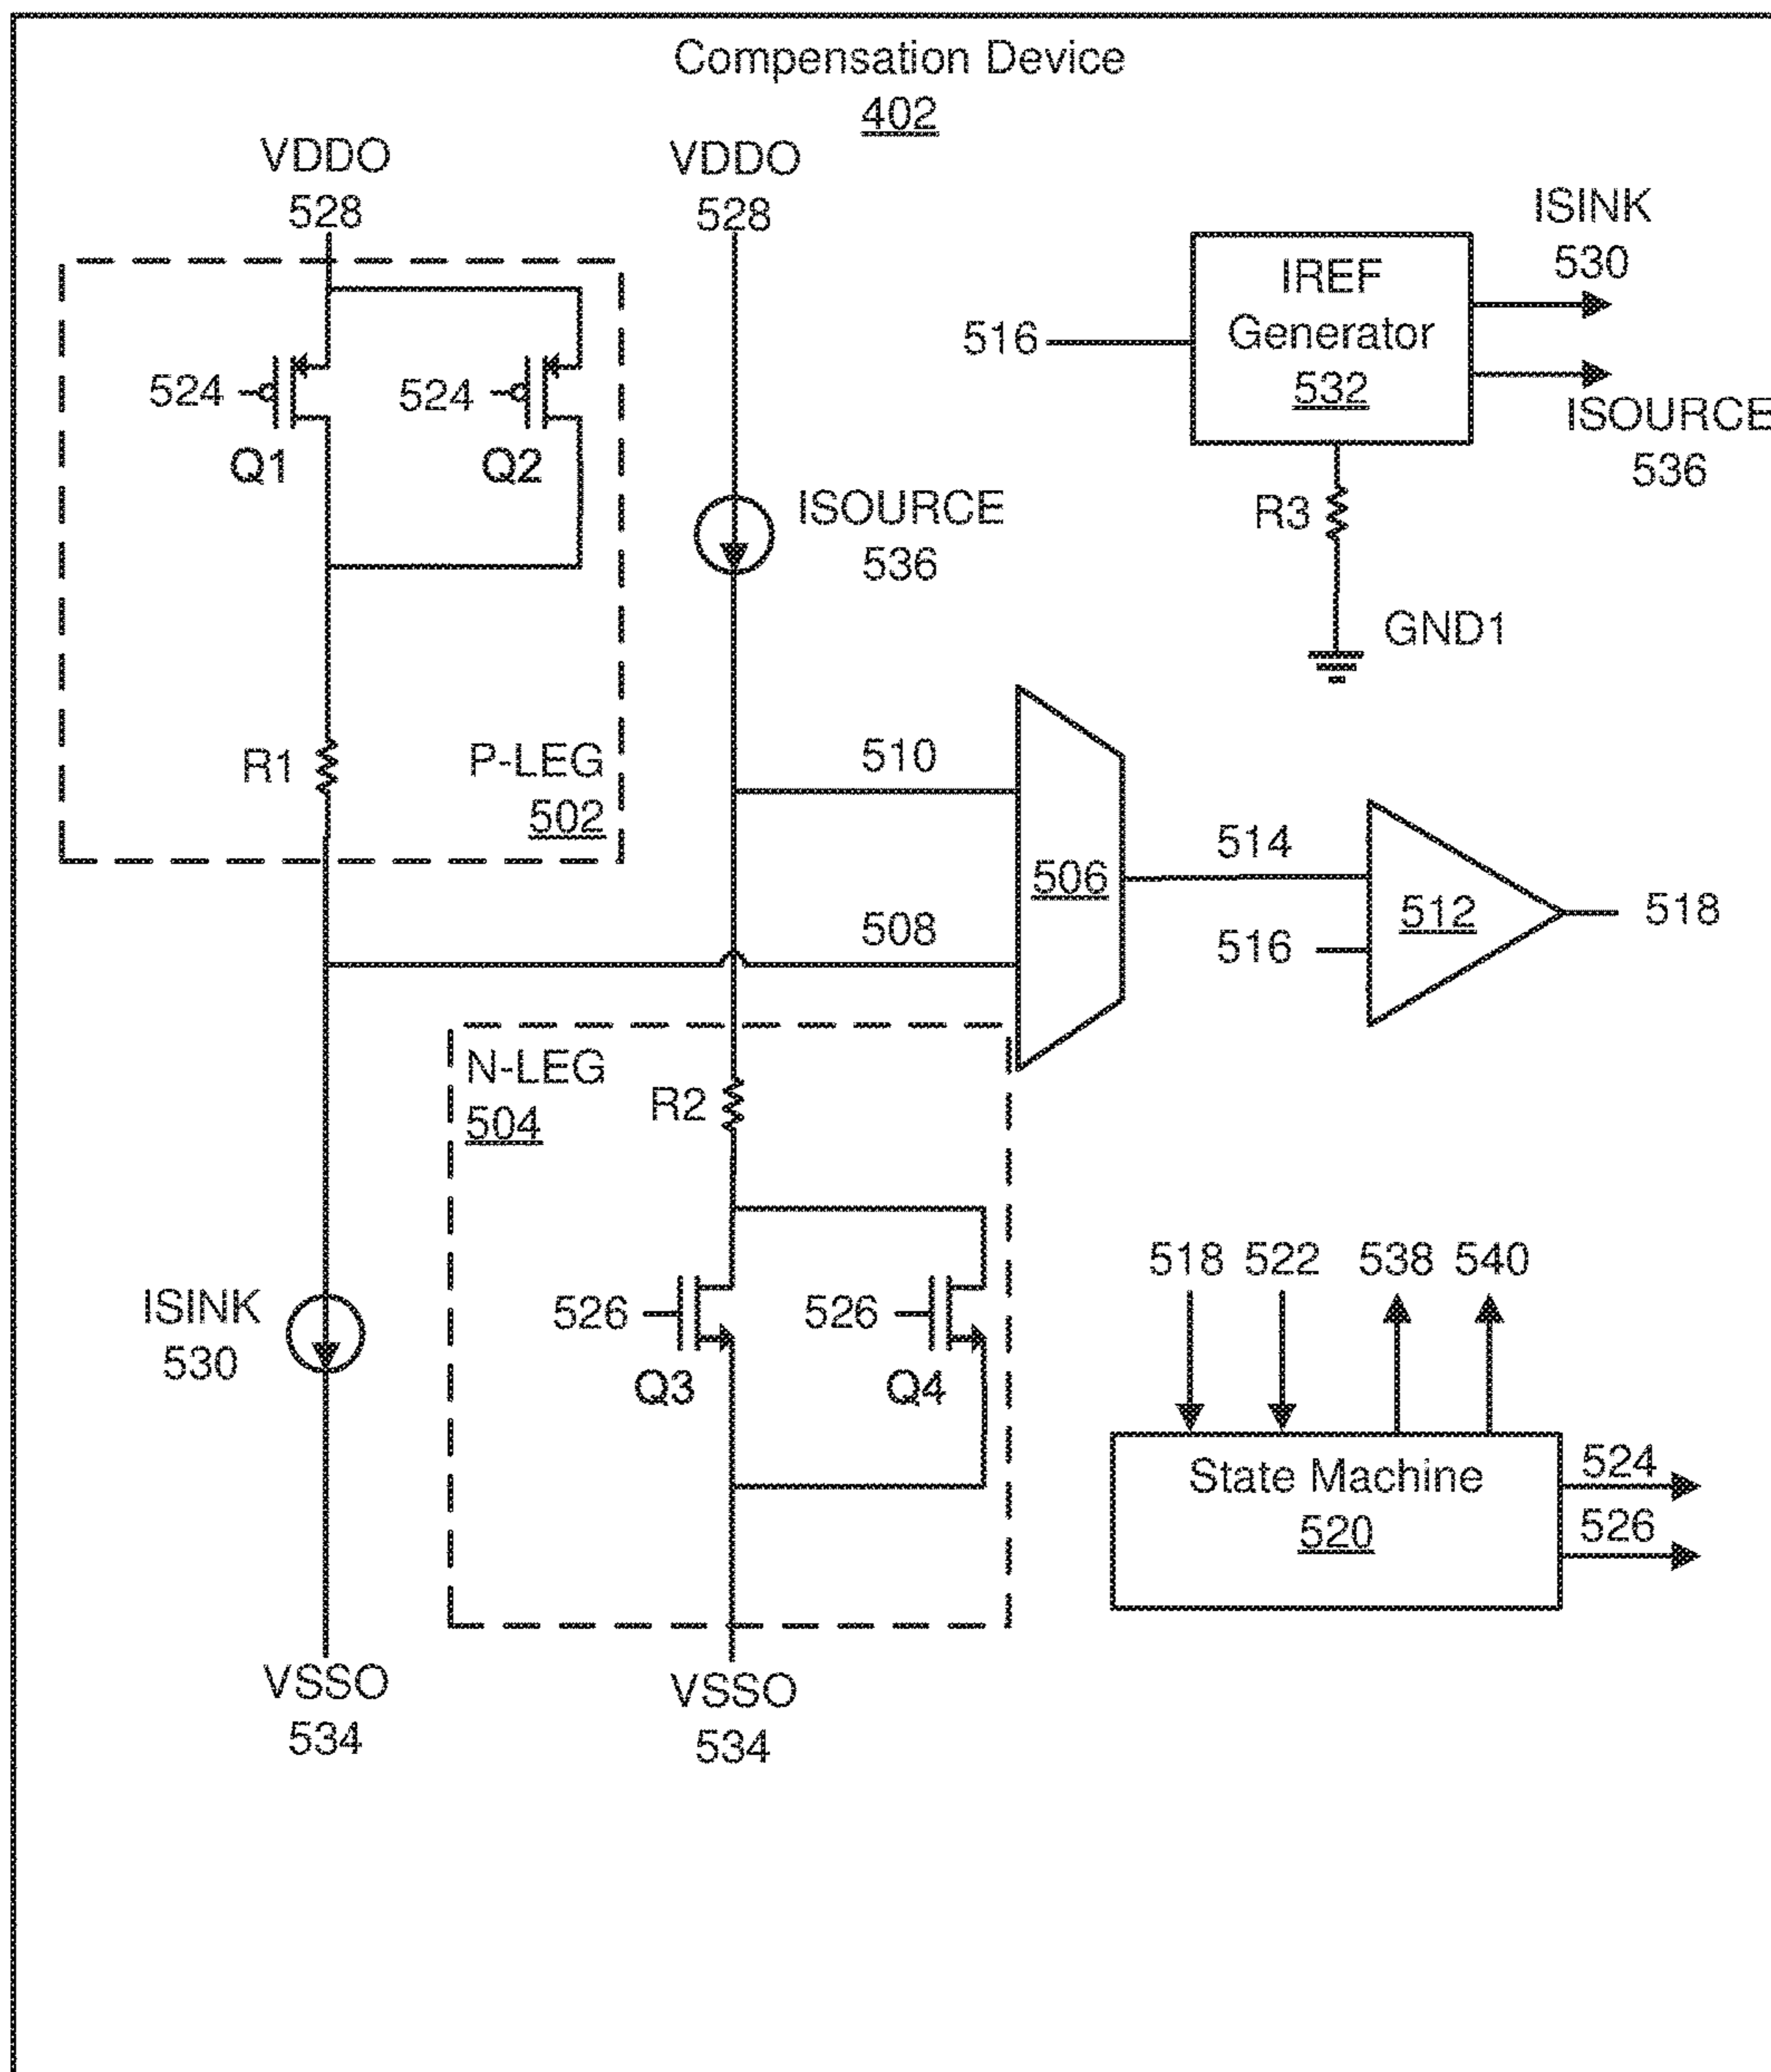 Compensation Device
402
VDDO
528
VDDO
528
ISINK
530
IREF
Generator
532
516
ISOURCE
536
524
Q1
524
Q2
R3
GND1
ISOURCE
536
R1
P-LEG
502
510
508
506
514
516
512
518
N-LEG
504
R2
526
Q3
526
Q4
ISINK
530
518 522 538 540
State Machine
520
524
526
VSSO
534
VSSO
534